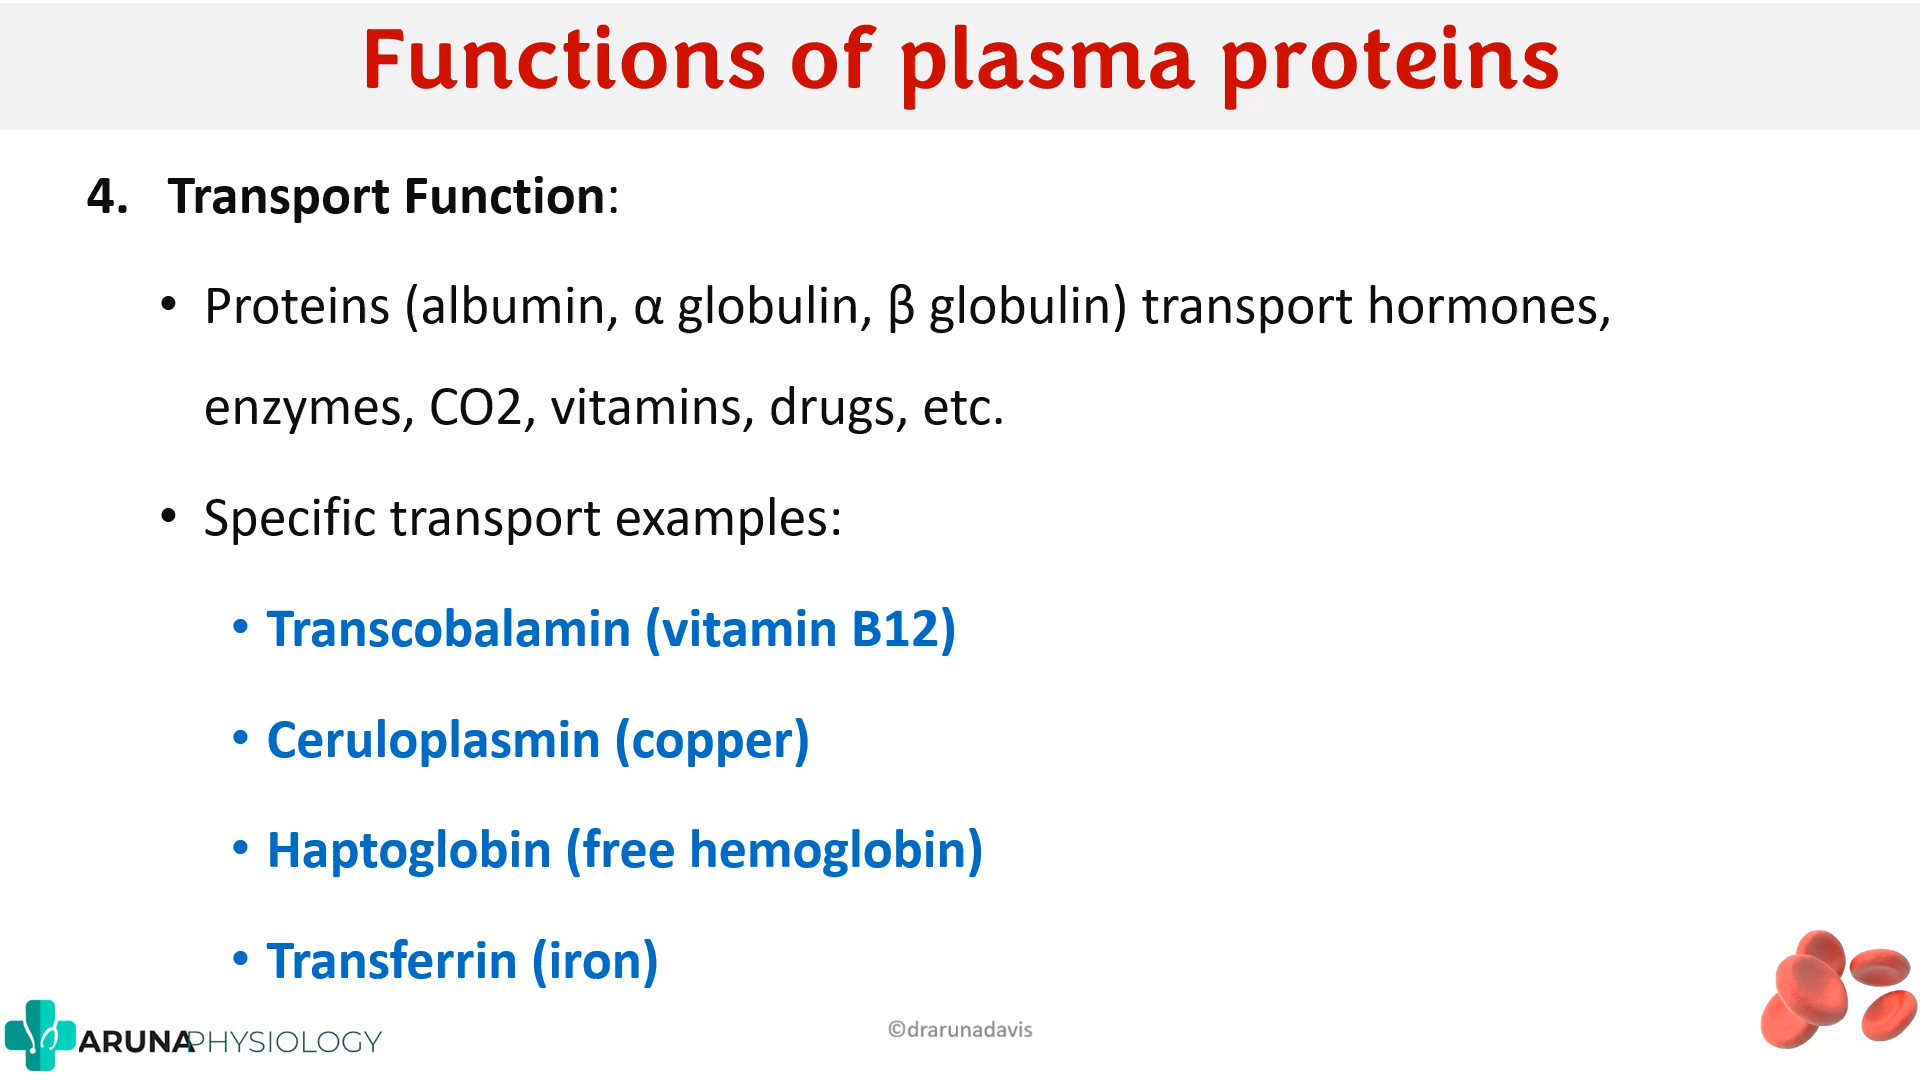 Functions of plasma proteins
4. Transport Function:
• Proteins (albumin, α globulin, β globulin) transport hormones,
enzymes, CO2, vitamins, drugs, etc.
• Specific transport examples:
• Transcobalamin (vitamin B12)
• Ceruloplasmin (copper)
• Haptoglobin (free hemoglobin)
• Transferrin (iron)
ARUNAPHYSIOLOGY
©drarunadavis